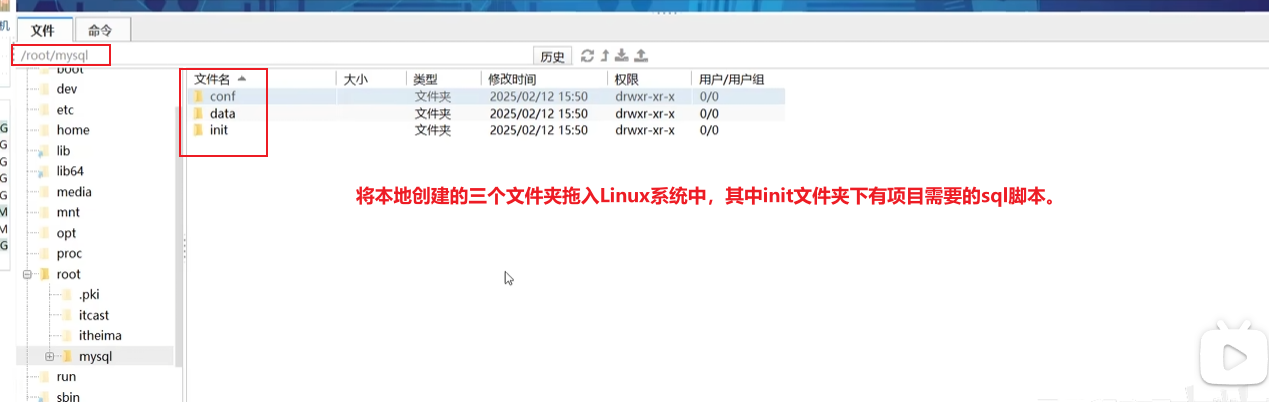 机
文件 命令
/root/mysql 历史
文件名 大小 类型 修改时间 权限 用户/用户组
conf 文件夹 2025/02/12 15:50 drwxr-xr-x 0/0
data 文件夹 2025/02/12 15:50 drwxr-xr-x 0/0
init 文件夹 2025/02/12 15:50 drwxr-xr-x 0/0
boot
dev
etc
home
lib
lib64
media
mnt
opt
proc
root
.pki
itcast
itheima
mysql
run
sbin
G
G
G
G
G
M
M
G
将本地创建的三个文件夹拖入Linux系统中，其中init文件夹下有项目需要的sql脚本。